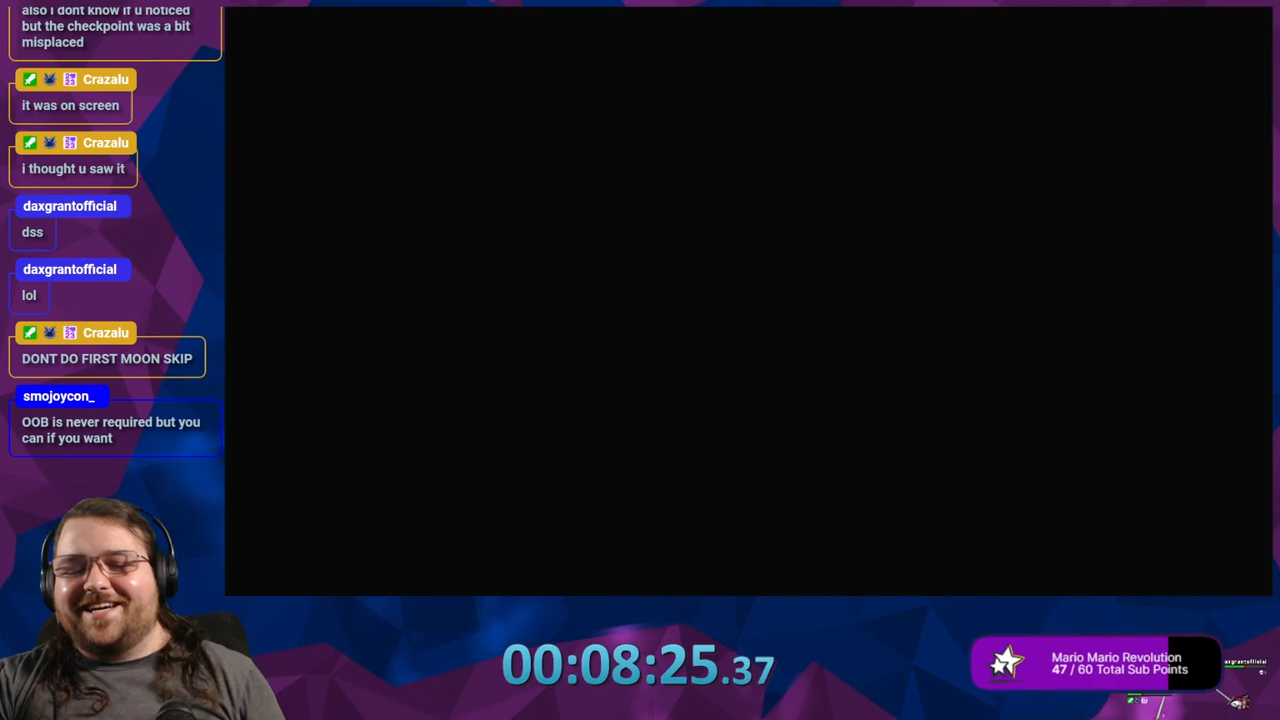 also i dont know if u noticed
but the checkpoint was a bit
misplaced
Crazalu
it was on screen
Crazalu
i thought u saw it
daxgrantofficial
dss
daxgrantofficial
lol
Crazalu
DONT DO FIRST MOON SKIP
smojoycon_
OOB is never required but you
can if you want
00:08:25.37
Mario Mario Revolution
47 / 60 Total Sub Points